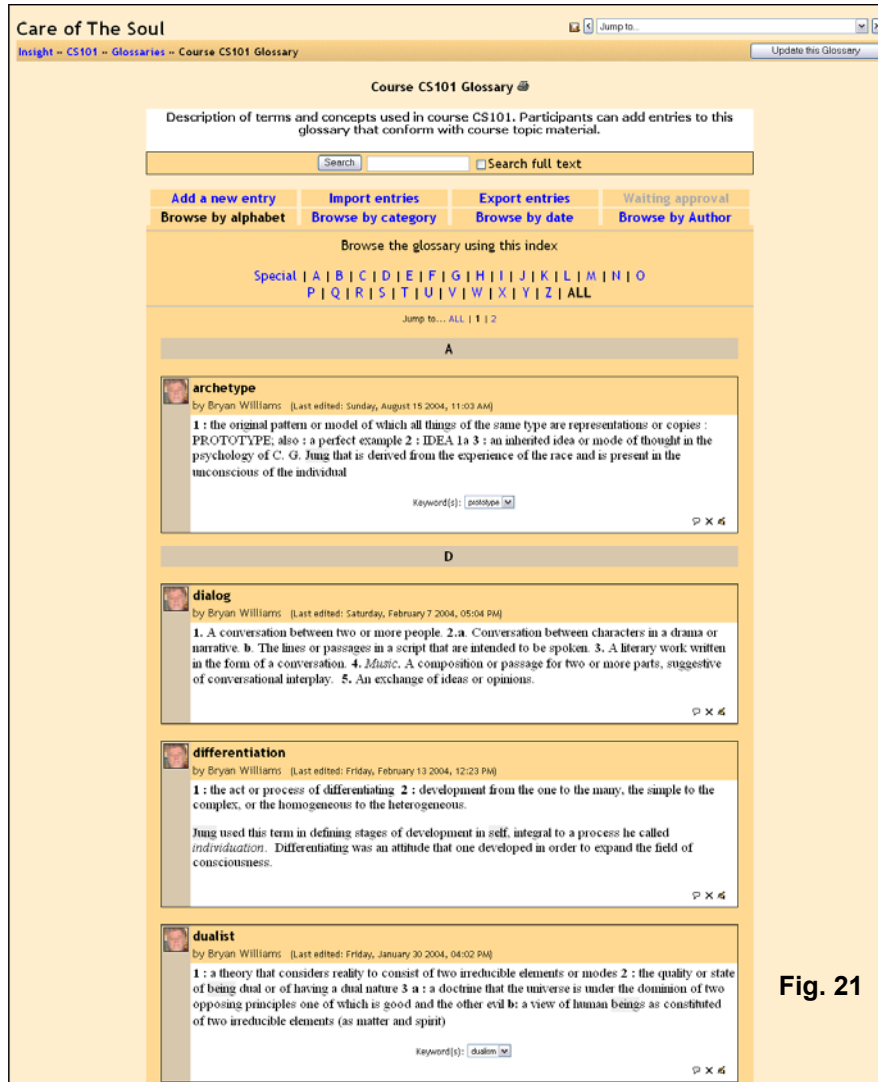 Care of The Soul
Jump to...
Insight -- CS101 -- Glossaries -- Course CS101 Glossary
Update this Glossary
Course CS101 Glossary
Description of terms and concepts used in course CS101. Participants can add entries to this
glossary that conform with course topic material.
Search
Search full text
Add a new entry Import entries Export entries Waiting approval
Browse by alphabet Browse by category Browse by date Browse by Author
Browse the glossary using this index
Special | A | B | C | D | E | F | G | H | I | J | K | L | M | N | O
P | Q | R | S | T | U | V | W | X | Y | Z | ALL
Jump to... ALL | 1 | 2
A
archetype
by Bryan Williams (Last edited: Sunday, August 15 2004, 11:03 AM)
1 : the original pattern or model of which all things of the same type are representations or copies :
PROTOTYPE; also : a perfect example 2 : IDEA 1a 3 : an inherited idea or mode of thought in the
psychology of C. G. Jung that is derived from the experience of the race and is present in the
unconscious of the individual
Keyword(s): prototype
D
dialog
by Bryan Williams (Last edited: Saturday, February 7 2004, 05:04 PM)
1. A conversation between two or more people. 2.a. Conversation between characters in a drama or
narrative. b. The lines or passages in a script that are intended to be spoken. 3. A literary work written
in the form of a conversation. 4. Music. A composition or passage for two or more parts, suggestive
of conversational interplay. 5. An exchange of ideas or opinions.
differentiation
by Bryan Williams (Last edited: Friday, February 13 2004, 12:23 PM)
1 : the act or process of differentiating 2 : development from the one to the many, the simple to the
complex, or the homogeneous to the heterogeneous.
Jung used this term in defining stages of development in self, integral to a process he called
individuation. Differentiating was an attitude that one developed in order to expand the field of
consciousness.
dualist
by Bryan Williams (Last edited: Friday, January 30 2004, 04:02 PM)
1 : a theory that considers reality to consist of two irreducible elements or modes 2 : the quality or state
of being dual or of having a dual nature 3 a : a doctrine that the universe is under the dominion of two
opposing principles one of which is good and the other evil b: a view of human beings as constituted
of two irreducible elements (as matter and spirit)
Keyword(s): dualism
Fig. 21